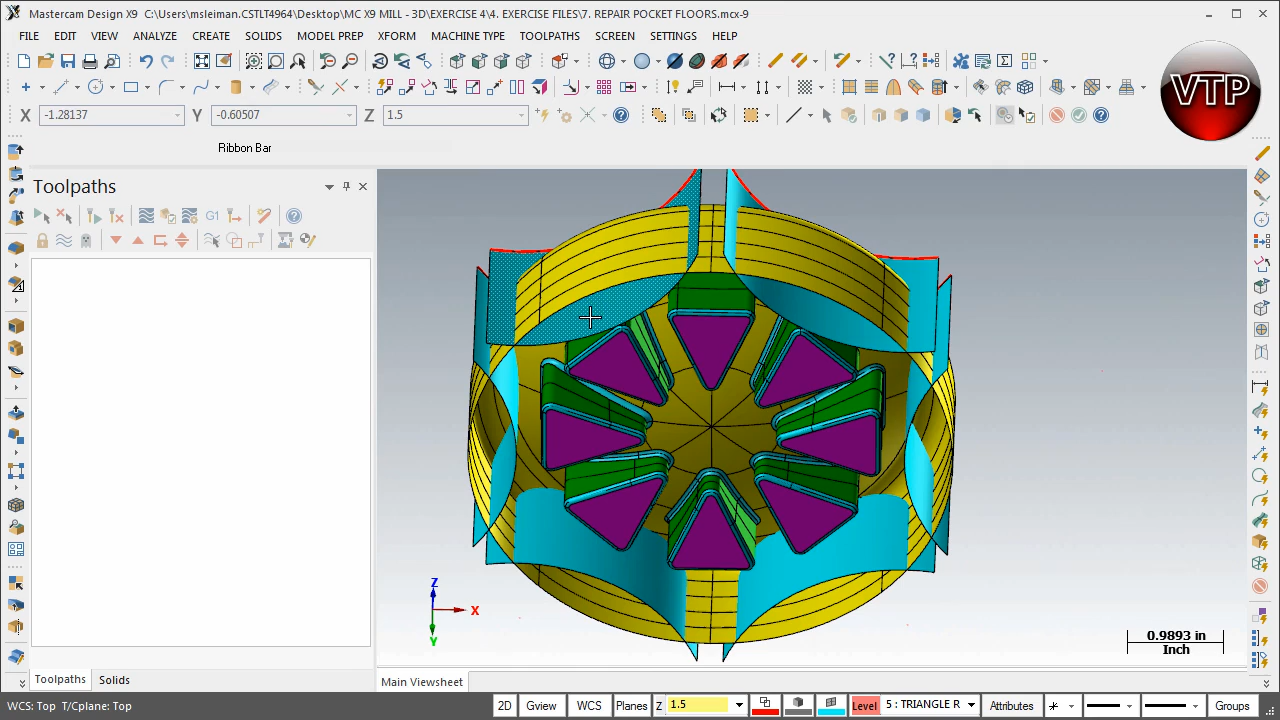 Mastercam Design X9 C:\Users\msleiman.CSTLT4964\Desktop\MC X9 MILL - 3D\EXERCISE 4\4. EXERCISE FILES\7. REPAIR POCKET FLOORS.mcx-9
FILE EDIT VIEW ANALYZE CREATE SOLIDS MODEL PREP XFORM MACHINE TYPE TOOLPATHS SCREEN SETTINGS HELP
VTP
X -1.28137 Y -0.60507 Z 1.5
Ribbon Bar
Toolpaths
G1
Z
X
Y
0.9893 in
Inch
Toolpaths Solids
Main Viewsheet
WCS: Top T/Cplane: Top
2D Gview WCS Planes Z 1.5 Level 5 : TRIANGLE R Attributes Groups